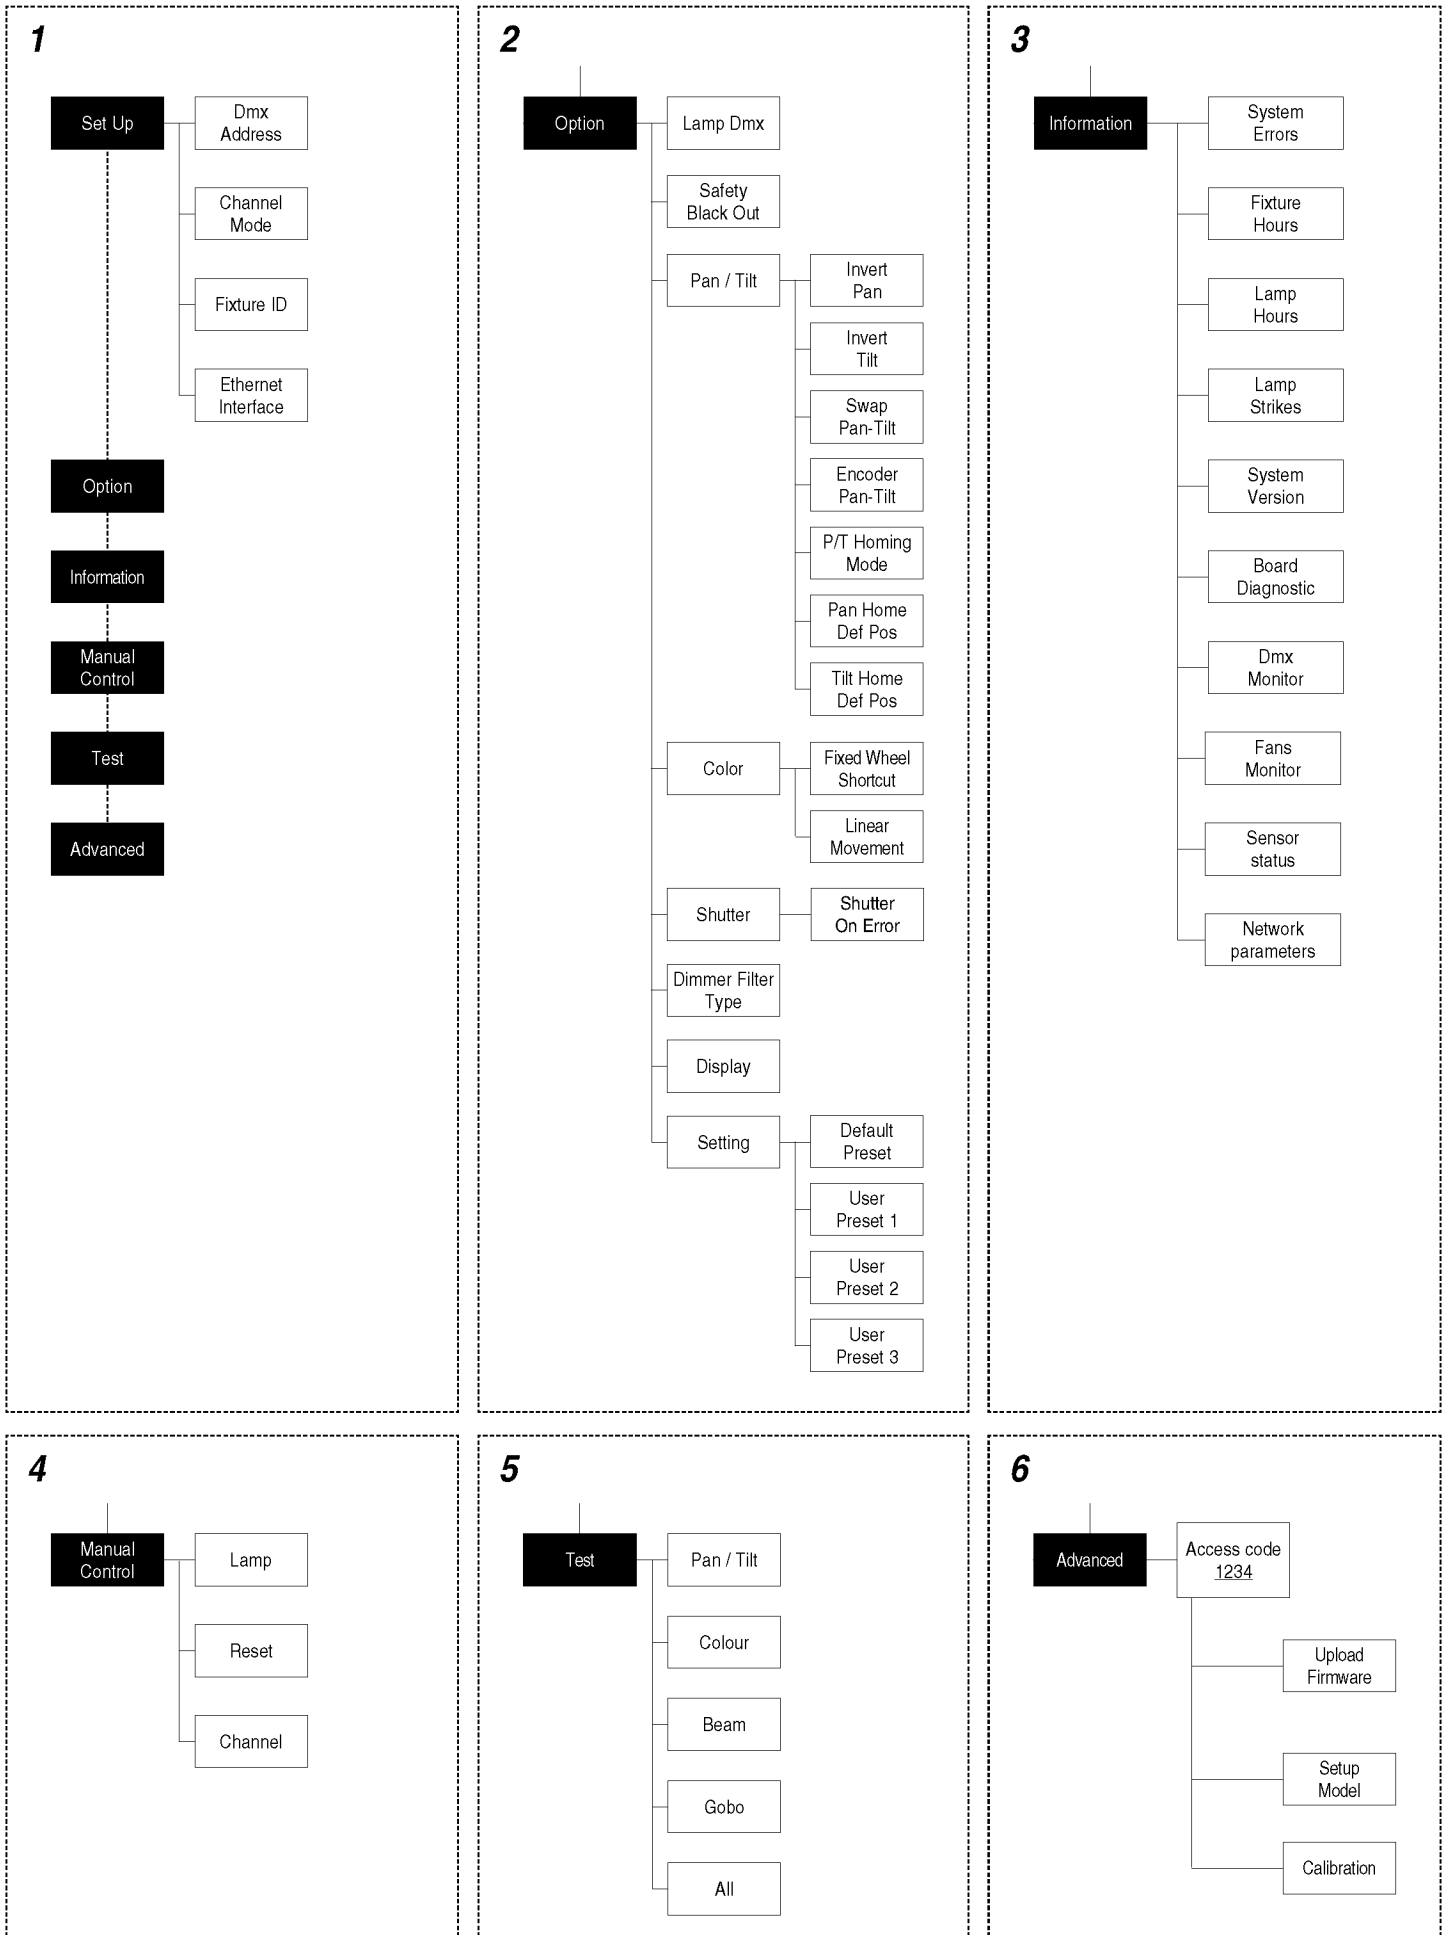 1
Set Up
Dmx
Address
Channel
Mode
Fixture ID
Ethernet
Interface
Option
Information
Manual
Control
Test
Advanced
2
Option
Lamp Dmx
Safety
Black Out
Pan / Tilt
Invert
Pan
Invert
Tilt
Swap
Pan-Tilt
Encoder
Pan-Tilt
P/T Homing
Mode
Pan Home
Def Pos
Tilt Home
Def Pos
Color
Fixed Wheel
Shortcut
Linear
Movement
Shutter
Shutter
On Error
Dimmer Filter
Type
Display
Setting
Default
Preset
User
Preset 1
User
Preset 2
User
Preset 3
3
Information
System
Errors
Fixture
Hours
Lamp
Hours
Lamp
Strikes
System
Version
Board
Diagnostic
Dmx
Monitor
Fans
Monitor
Sensor
status
Network
parameters
4
Manual
Control
Lamp
Reset
Channel
5
Test
Pan / Tilt
Colour
Beam
Gobo
All
6
Advanced
Access code
1234
Upload
Firmware
Setup
Model
Calibration